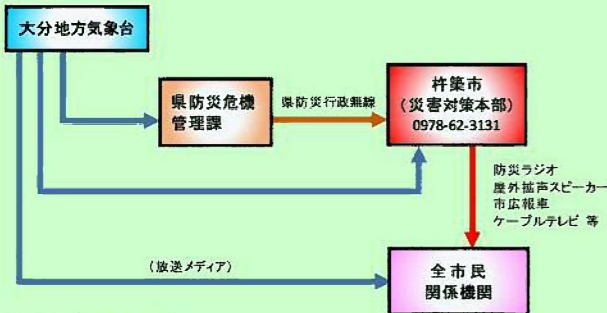 大分地方気象台
県防災危機
管理課
県防災行政無線
杵築市
(災害対策本部)
0978-62-3131
防災ラジオ
屋外拡声スピーカー
市広報車
ケーブルテレビ 等
(放送メディア)
全市民
関係機関